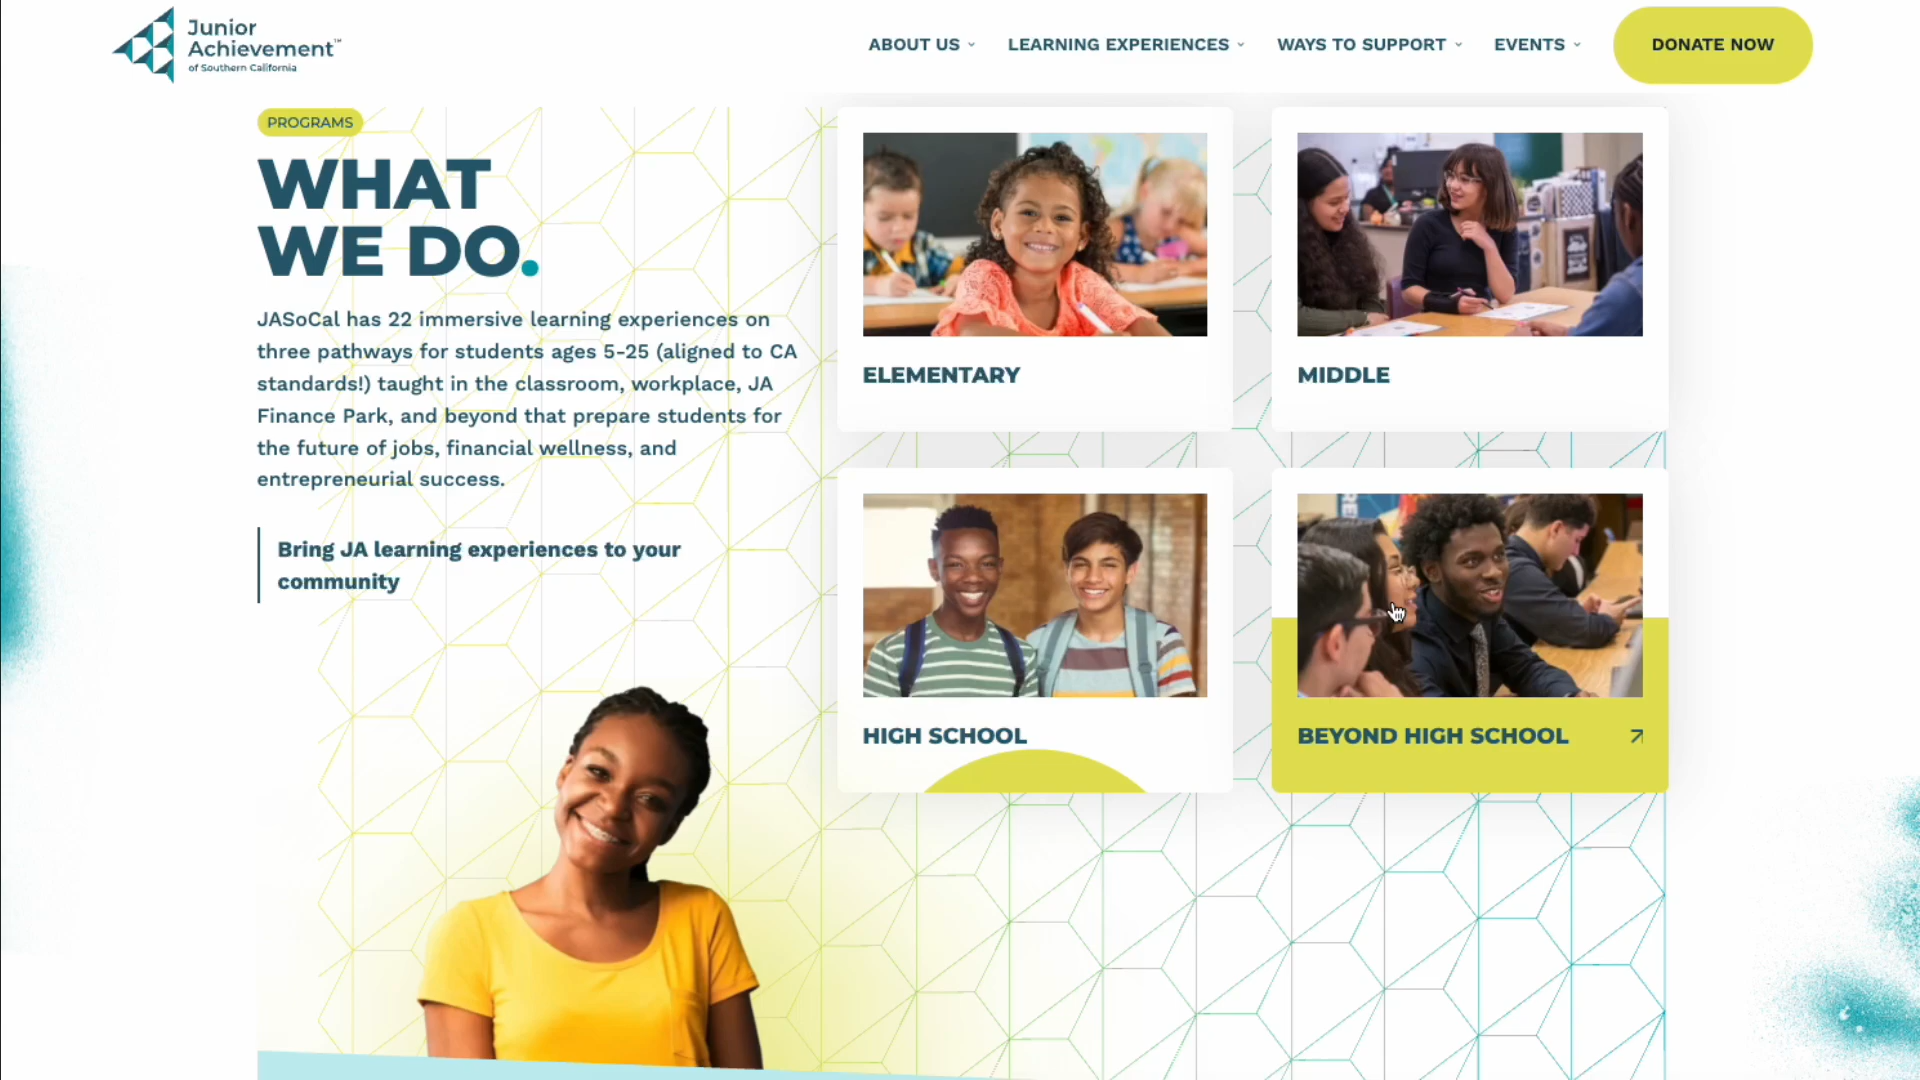 Junior
Achievement™
of Southern California
ABOUT US
LEARNING EXPERIENCES
WAYS TO SUPPORT
EVENTS
DONATE NOW
PROGRAMS
WHAT
WE DO.
JASoCal has 22 immersive learning experiences on
three pathways for students ages 5-25 (aligned to CA
standards!) taught in the classroom, workplace, JA
Finance Park, and beyond that prepare students for
the future of jobs, financial wellness, and
entrepreneurial success.
Bring JA learning experiences to your
community
ELEMENTARY
MIDDLE
HIGH SCHOOL
BEYOND HIGH SCHOOL